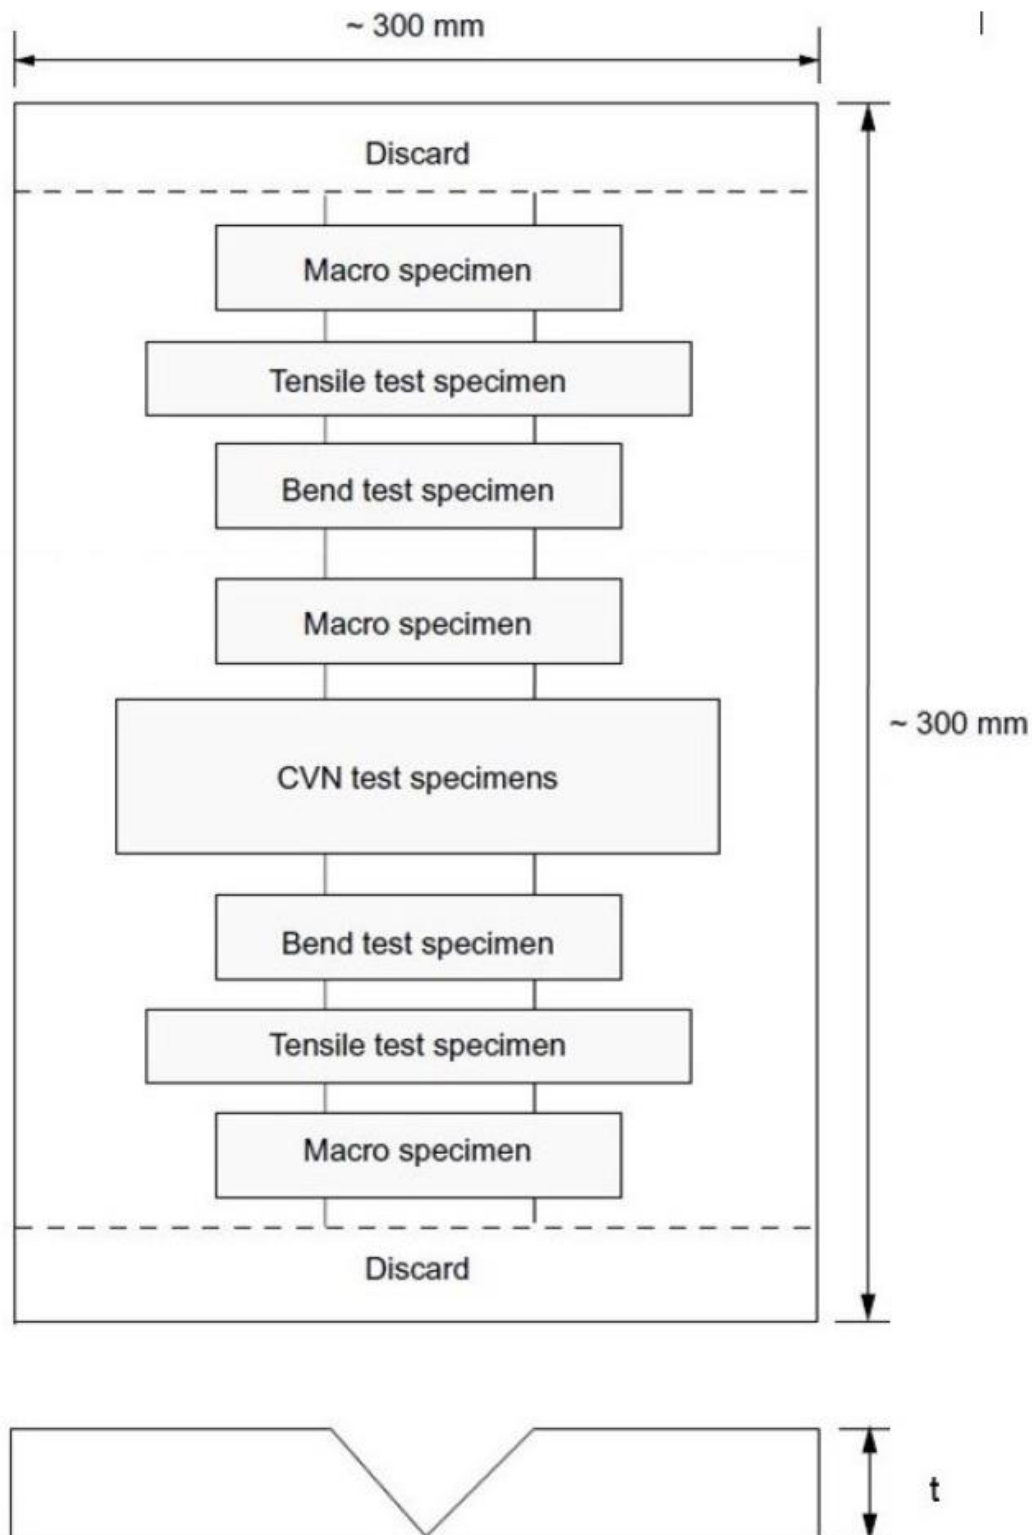 ~ 300 mm
Discard
Macro specimen
Tensile test specimen
Bend test specimen
Macro specimen
~ 300 mm
CVN test specimens
Bend test specimen
Tensile test specimen
Macro specimen
Discard
t